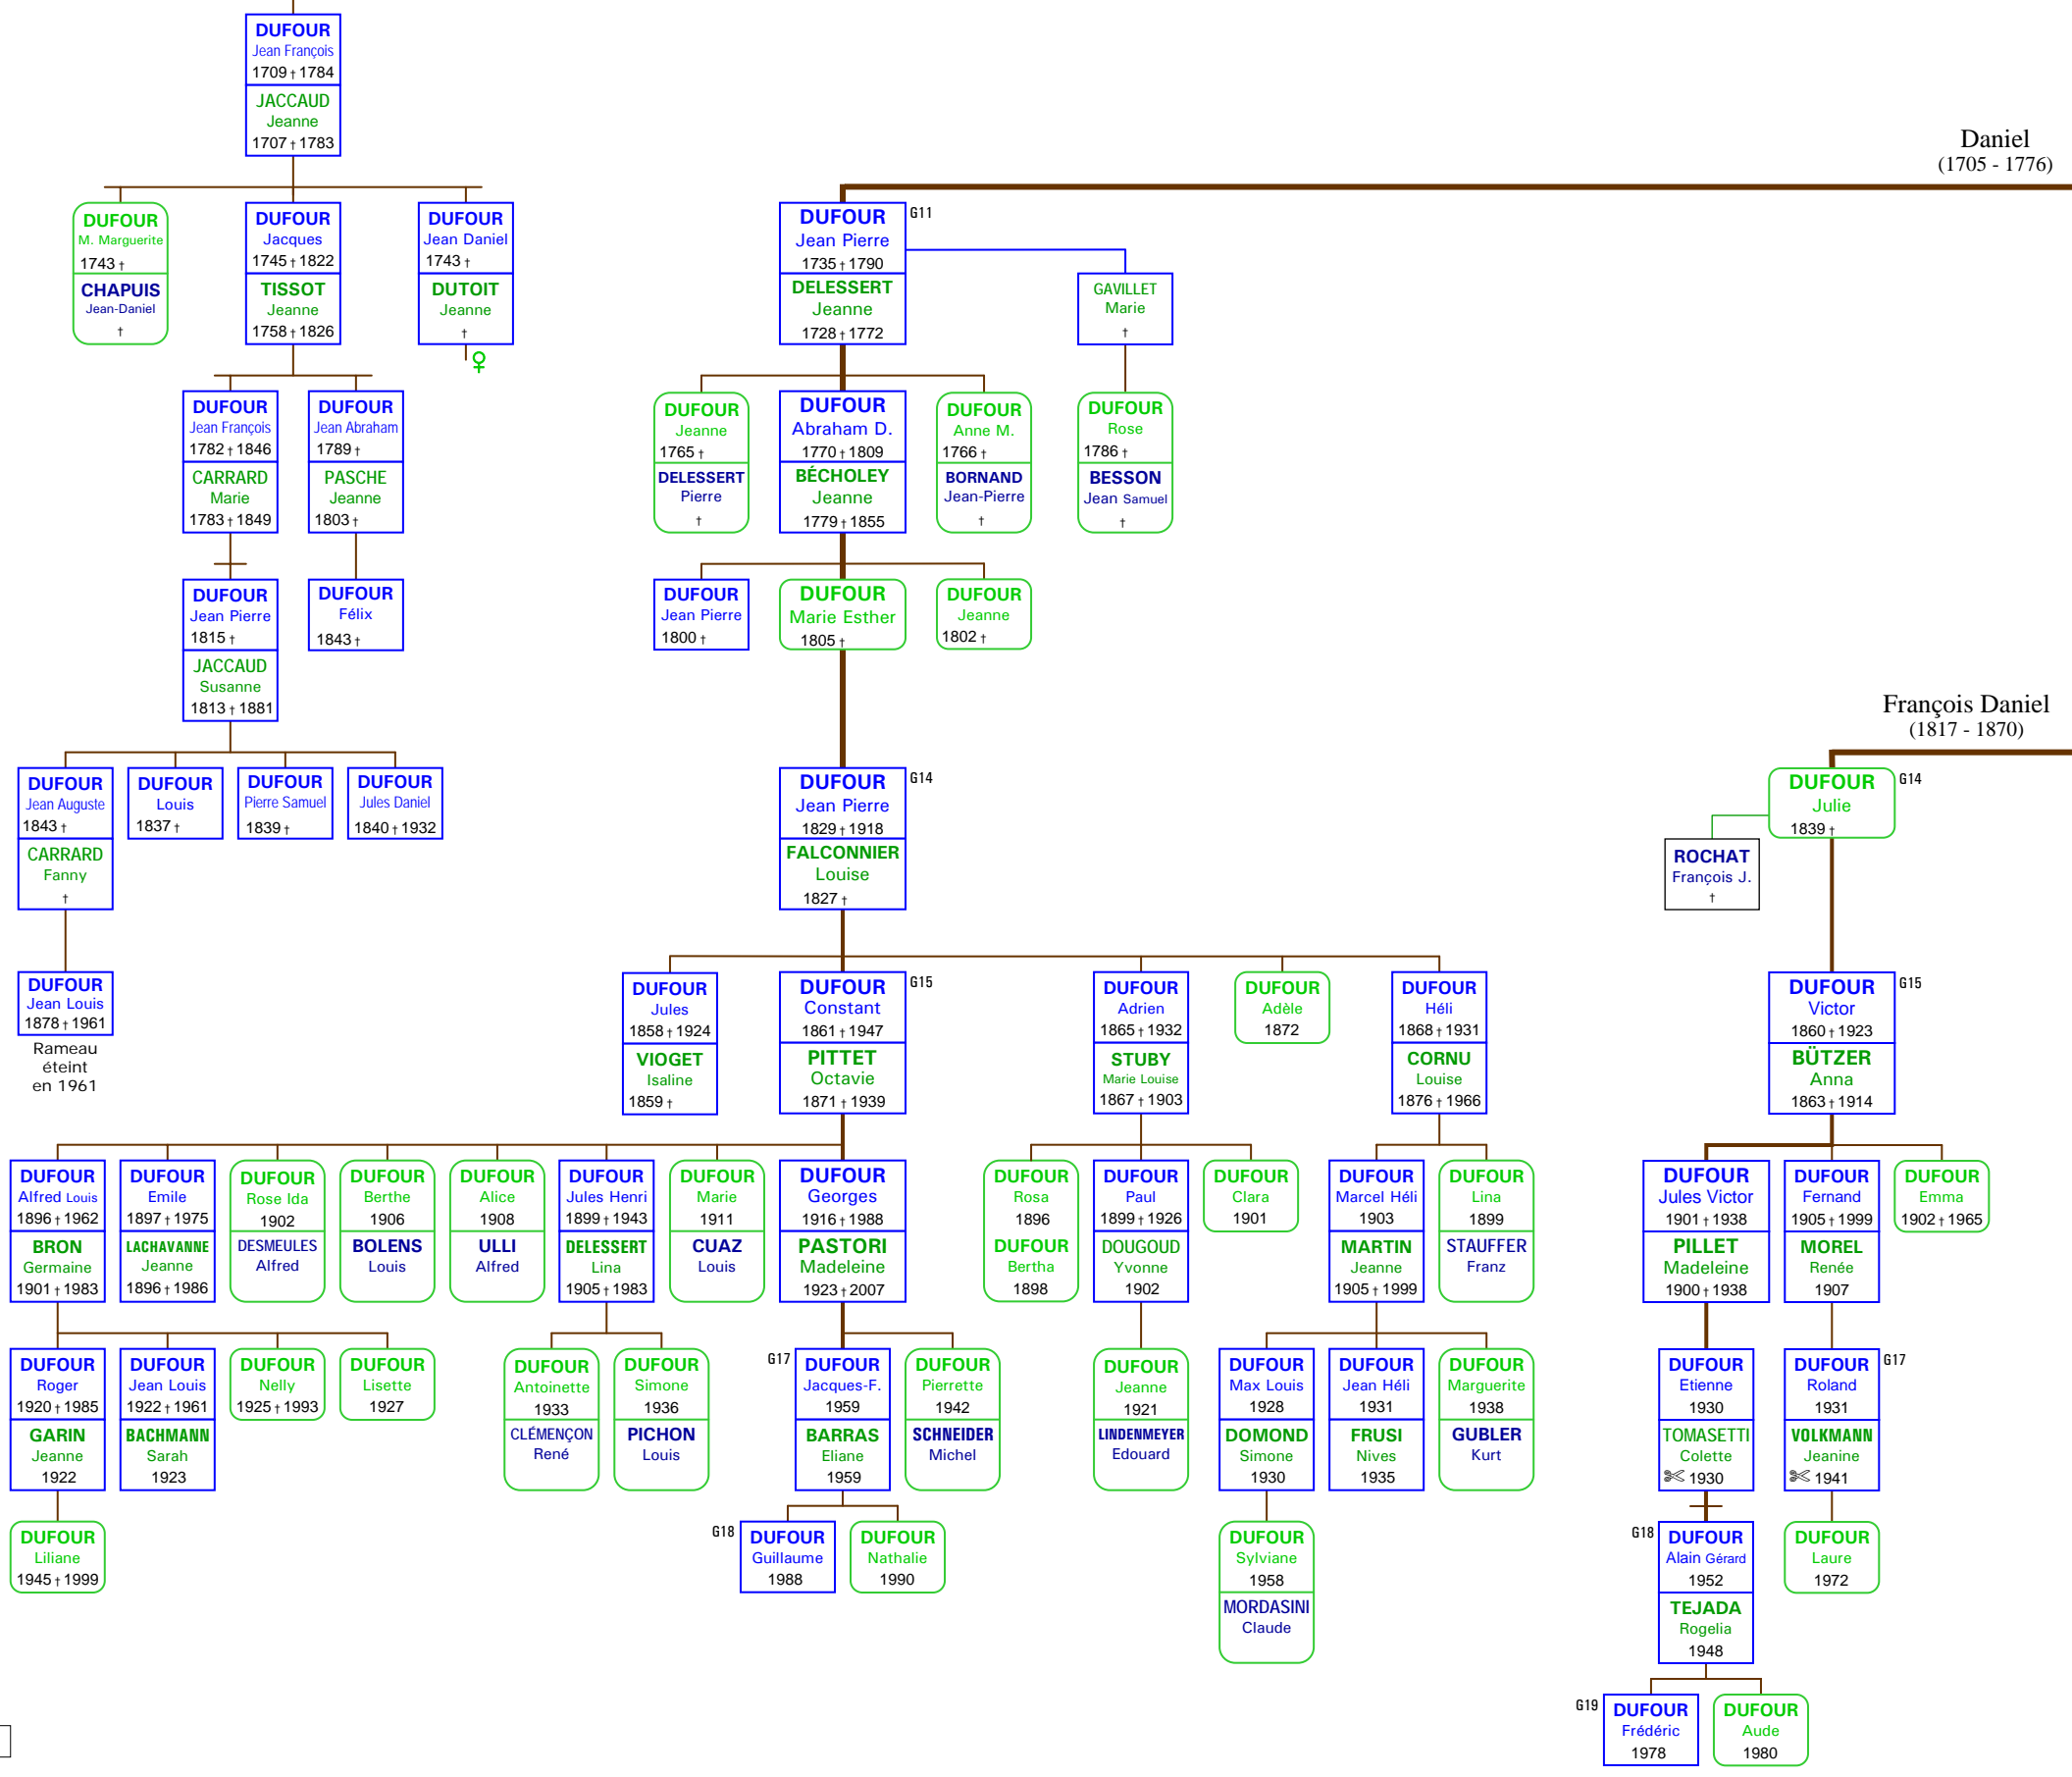 DUFOUR
Jean François
1709 † 1784
JACCAUD
Jeanne
1707 † 1783
Daniel
(1705 - 1776)
DUFOUR
M. Marguerite
1743 †
CHAPUIS
Jean-Daniel
†
DUFOUR
Jacques
1745 † 1822
TISSOT
Jeanne
1758 † 1826
DUFOUR
Jean Daniel
1743 †
DUTOIT
Jeanne
†
♀
DUFOUR
Jean Pierre
1735 † 1790
DELESSERT
Jeanne
1728 † 1772
G11
GAVILLET
Marie
†
DUFOUR
Jean François
1782 † 1846
CARRARD
Marie
1783 † 1849
DUFOUR
Jean Abraham
1789 †
PASCHE
Jeanne
1803 †
DUFOUR
Jeanne
1765 †
DELESSERT
Pierre
†
DUFOUR
Abraham D.
1770 † 1809
BÉCHOLEY
Jeanne
1779 † 1855
DUFOUR
Anne M.
1766 †
BORNAND
Jean-Pierre
†
DUFOUR
Rose
1786 †
BESSON
Jean Samuel
†
DUFOUR
Jean Pierre
1815 †
JACCAUD
Susanne
1813 † 1881
DUFOUR
Félix
1843 †
DUFOUR
Jean Pierre
1800 †
DUFOUR
Marie Esther
1805 †
DUFOUR
Jeanne
1802 †
François Daniel
(1817 - 1870)
DUFOUR
Jean Auguste
1843 †
CARRARD
Fanny
†
DUFOUR
Louis
1837 †
DUFOUR
Pierre Samuel
1839 †
DUFOUR
Jules Daniel
1840 † 1932
DUFOUR
Jean Pierre
1829 † 1918
FALCONNIER
Louise
1827 †
G14
DUFOUR
Julie
1839 †
G14
ROCHAT
François J.
†
DUFOUR
Jean Louis
1878 † 1961
Rameau
éteint
en 1961
DUFOUR
Jules
1858 † 1924
VIOGET
Isaline
1859 †
DUFOUR
Constant
1861 † 1947
PITTET
Octavie
1871 † 1939
G15
DUFOUR
Adrien
1865 † 1932
STUBY
Marie Louise
1867 † 1903
DUFOUR
Adèle
1872
DUFOUR
Héli
1868 † 1931
CORNU
Louise
1876 † 1966
DUFOUR
Victor
1860 † 1923
BÜTZER
Anna
1863 † 1914
G15
DUFOUR
Alfred Louis
1896 † 1962
BRON
Germaine
1901 † 1983
DUFOUR
Emile
1897 † 1975
LACHAVANNE
Jeanne
1896 † 1986
DUFOUR
Rose Ida
1902
DESMEULES
Alfred
DUFOUR
Berthe
1906
BOLENS
Louis
DUFOUR
Alice
1908
ULLI
Alfred
DUFOUR
Jules Henri
1899 † 1943
DELESSERT
Lina
1905 † 1983
DUFOUR
Marie
1911
CUAZ
Louis
DUFOUR
Georges
1916 † 1988
PASTORI
Madeleine
1923 † 2007
DUFOUR
Rosa
1896
DUFOUR
Bertha
1898
DUFOUR
Paul
1899 † 1926
DOUGOUD
Yvonne
1902
DUFOUR
Clara
1901
DUFOUR
Marcel Héli
1903
MARTIN
Jeanne
1905 † 1999
DUFOUR
Lina
1899
STAUFFER
Franz
DUFOUR
Jules Victor
1901 † 1938
PILLET
Madeleine
1900 † 1938
DUFOUR
Fernand
1905 † 1999
MOREL
Renée
1907
DUFOUR
Emma
1902 † 1965
DUFOUR
Roger
1920 † 1985
GARIN
Jeanne
1922
DUFOUR
Jean Louis
1922 † 1961
BACHMANN
Sarah
1923
DUFOUR
Nelly
1925 † 1993
DUFOUR
Lisette
1927
DUFOUR
Antoinette
1933
CLÉMENÇON
René
DUFOUR
Simone
1936
PICHON
Louis
G17
DUFOUR
Jacques-F.
1959
BARRAS
Eliane
1959
DUFOUR
Pierrette
1942
SCHNEIDER
Michel
DUFOUR
Jeanne
1921
LINDENMEYER
Edouard
DUFOUR
Max Louis
1928
DOMOND
Simone
1930
DUFOUR
Jean Héli
1931
FRUSI
Nives
1935
DUFOUR
Marguerite
1938
GUBLER
Kurt
DUFOUR
Etienne
1930
TOMASETTI
Colette
✂ 1930
DUFOUR
Roland
1931
VOLKMANN
Jeanine
✂ 1941
G17
DUFOUR
Liliane
1945 † 1999
G18
DUFOUR
Guillaume
1988
DUFOUR
Nathalie
1990
DUFOUR
Sylviane
1958
MORDASINI
Claude
G18
DUFOUR
Alain Gérard
1952
TEJADA
Rogelia
1948
DUFOUR
Laure
1972
G19
DUFOUR
Frédéric
1978
DUFOUR
Aude
1980